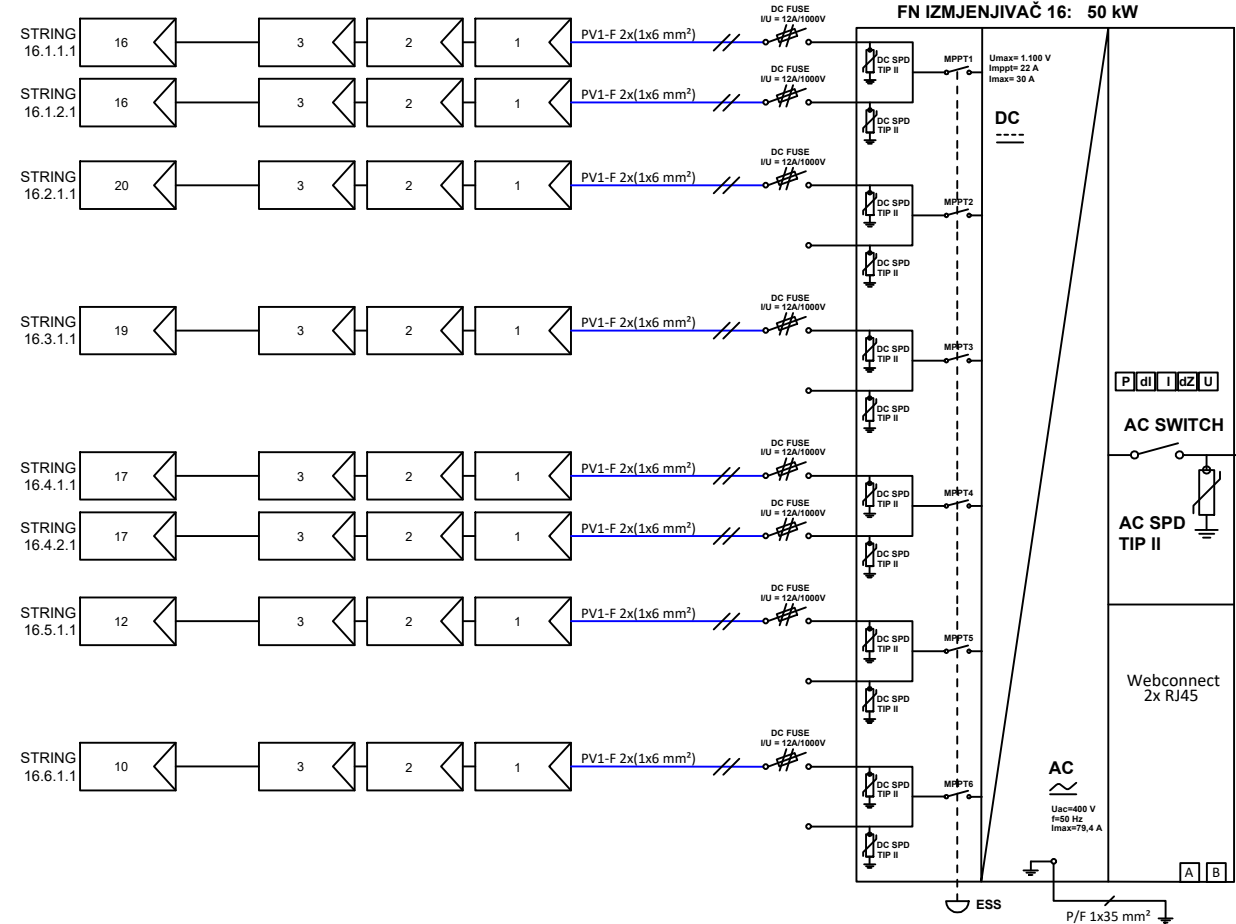 FN IZMJENJIVAČ 16: 50 kW
STRING
16.1.1.1
16
3
2
1
PV1-F 2x(1x6 mm²)
DC FUSE
I/U = 12A/1000V
DC SPD
TIP II
MPPT1
STRING
16.1.2.1
16
3
2
1
PV1-F 2x(1x6 mm²)
DC FUSE
I/U = 12A/1000V
DC SPD
TIP II
Umax= 1.100 V
Imppt= 22 A
Imax= 30 A
DC
STRING
16.2.1.1
20
3
2
1
PV1-F 2x(1x6 mm²)
DC FUSE
I/U = 12A/1000V
DC SPD
TIP II
MPPT2
DC SPD
TIP II
STRING
16.3.1.1
19
3
2
1
PV1-F 2x(1x6 mm²)
DC FUSE
I/U = 12A/1000V
DC SPD
TIP II
MPPT3
DC SPD
TIP II
P dI I dZ U
AC SWITCH
AC SPD
TIP II
STRING
16.4.1.1
17
3
2
1
PV1-F 2x(1x6 mm²)
DC FUSE
I/U = 12A/1000V
DC SPD
TIP II
MPPT4
STRING
16.4.2.1
17
3
2
1
PV1-F 2x(1x6 mm²)
DC FUSE
I/U = 12A/1000V
DC SPD
TIP II
STRING
16.5.1.1
12
3
2
1
PV1-F 2x(1x6 mm²)
DC FUSE
I/U = 12A/1000V
DC SPD
TIP II
MPPT5
DC SPD
TIP II
Webconnect
2x RJ45
STRING
16.6.1.1
10
3
2
1
PV1-F 2x(1x6 mm²)
DC FUSE
I/U = 12A/1000V
DC SPD
TIP II
MPPT6
DC SPD
TIP II
AC
Uac=400 V
f=50 Hz
Imax=79,4 A
A B
ESS
P/F 1x35 mm²